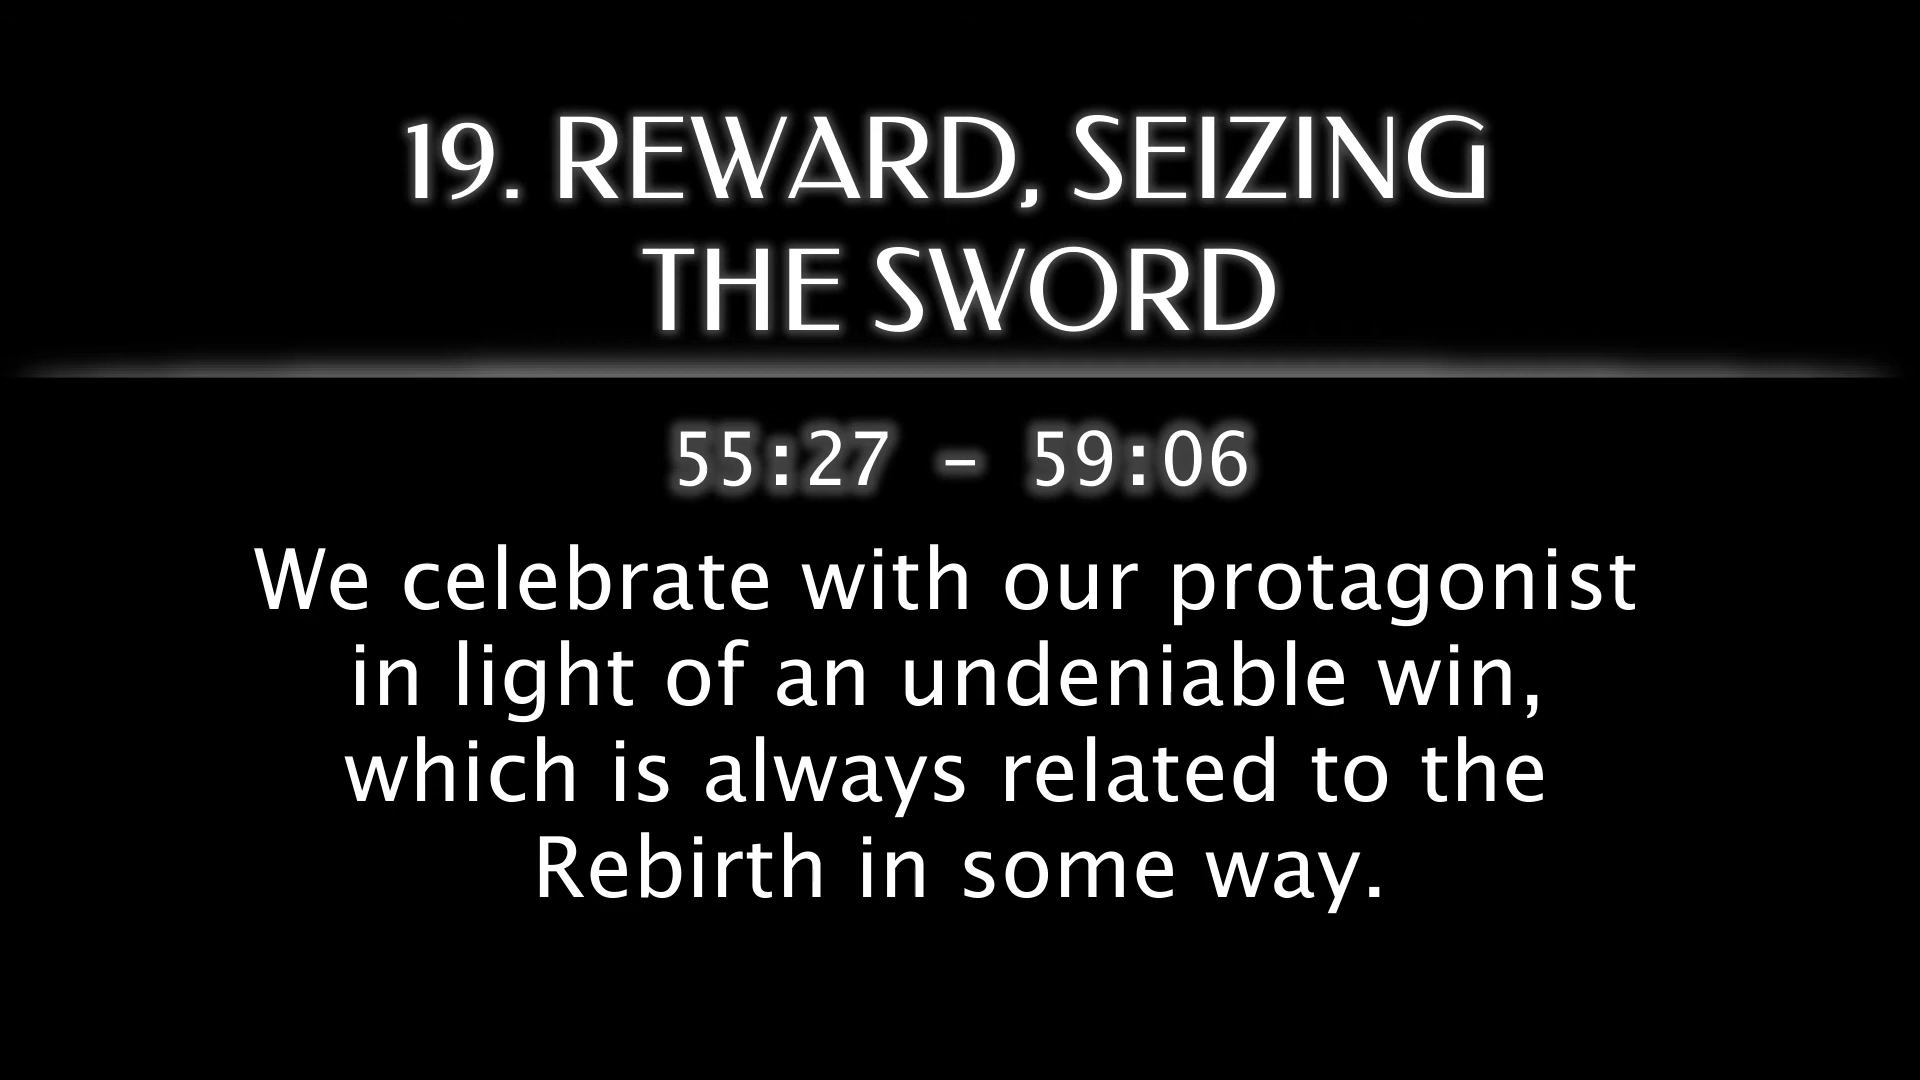 19. REWARD, SEIZING
THE SWORD
55:27 - 59:06
We celebrate with our protagonist
in light of an undeniable win,
which is always related to the
Rebirth in some way.